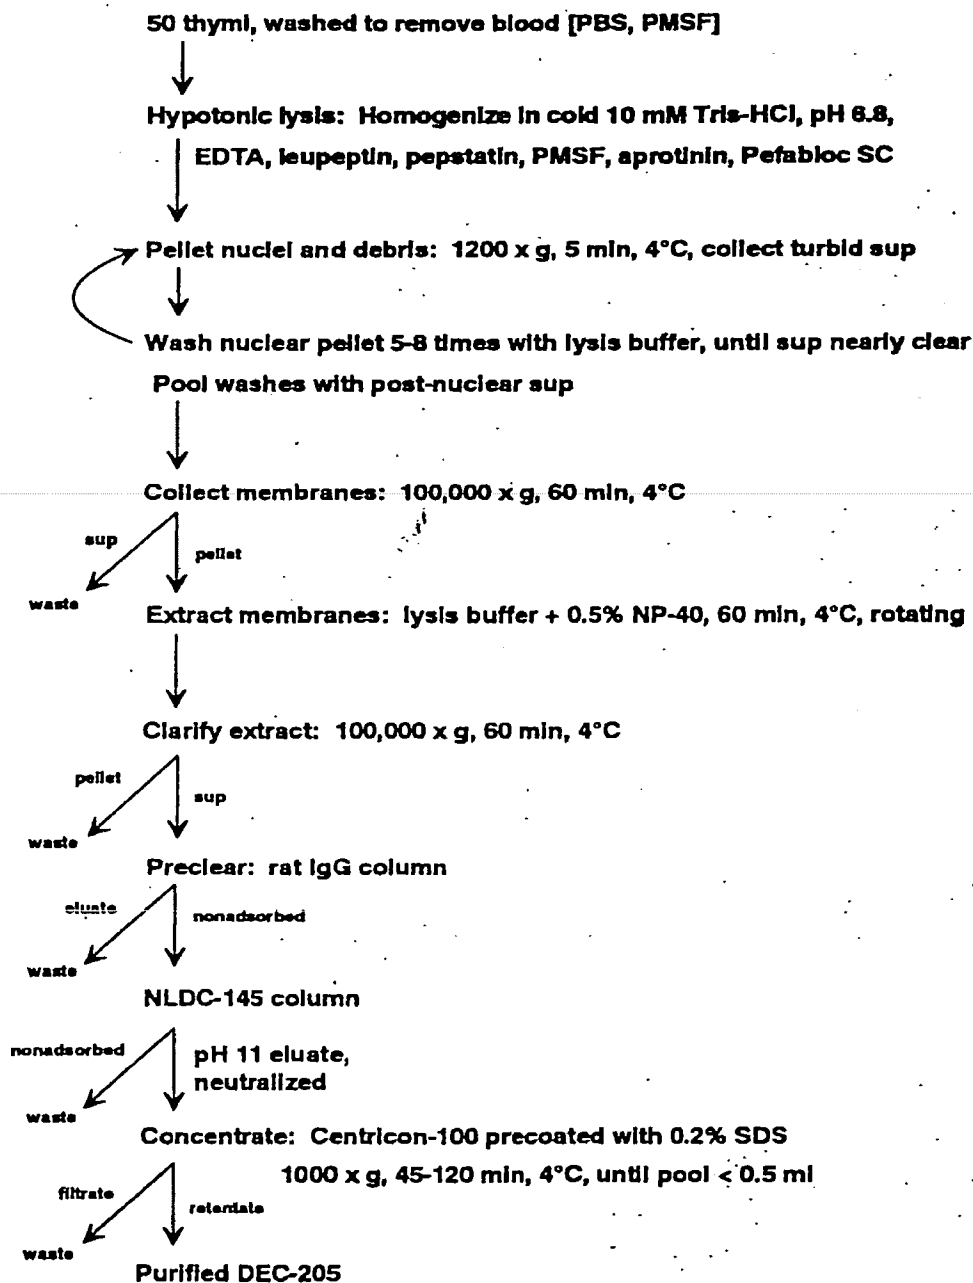 50 thymi, washed to remove blood [PBS, PMSF]
Hypotonic lysis: Homogenize in cold 10 mM Tris-HCl, pH 6.8,
EDTA, leupeptin, pepstatin, PMSF, aprotinin, Pefabloc SC
Pellet nuclei and debris: 1200 x g, 5 min, 4°C, collect turbid sup
Wash nuclear pellet 5-8 times with lysis buffer, until sup nearly clear
Pool washes with post-nuclear sup
Collect membranes: 100,000 x g, 60 min, 4°C
sup
pellet
waste
Extract membranes: lysis buffer + 0.5% NP-40, 60 min, 4°C, rotating
Clarify extract: 100,000 x g, 60 min, 4°C
pellet
sup
waste
Preclear: rat IgG column
eluate
nonadsorbed
waste
NLDC-145 column
nonadsorbed
pH 11 eluate,
neutralized
waste
Concentrate: Centricon-100 precoated with 0.2% SDS
1000 x g, 45-120 min, 4°C, until pool < 0.5 ml
filtrate
retentate
waste
Purified DEC-205